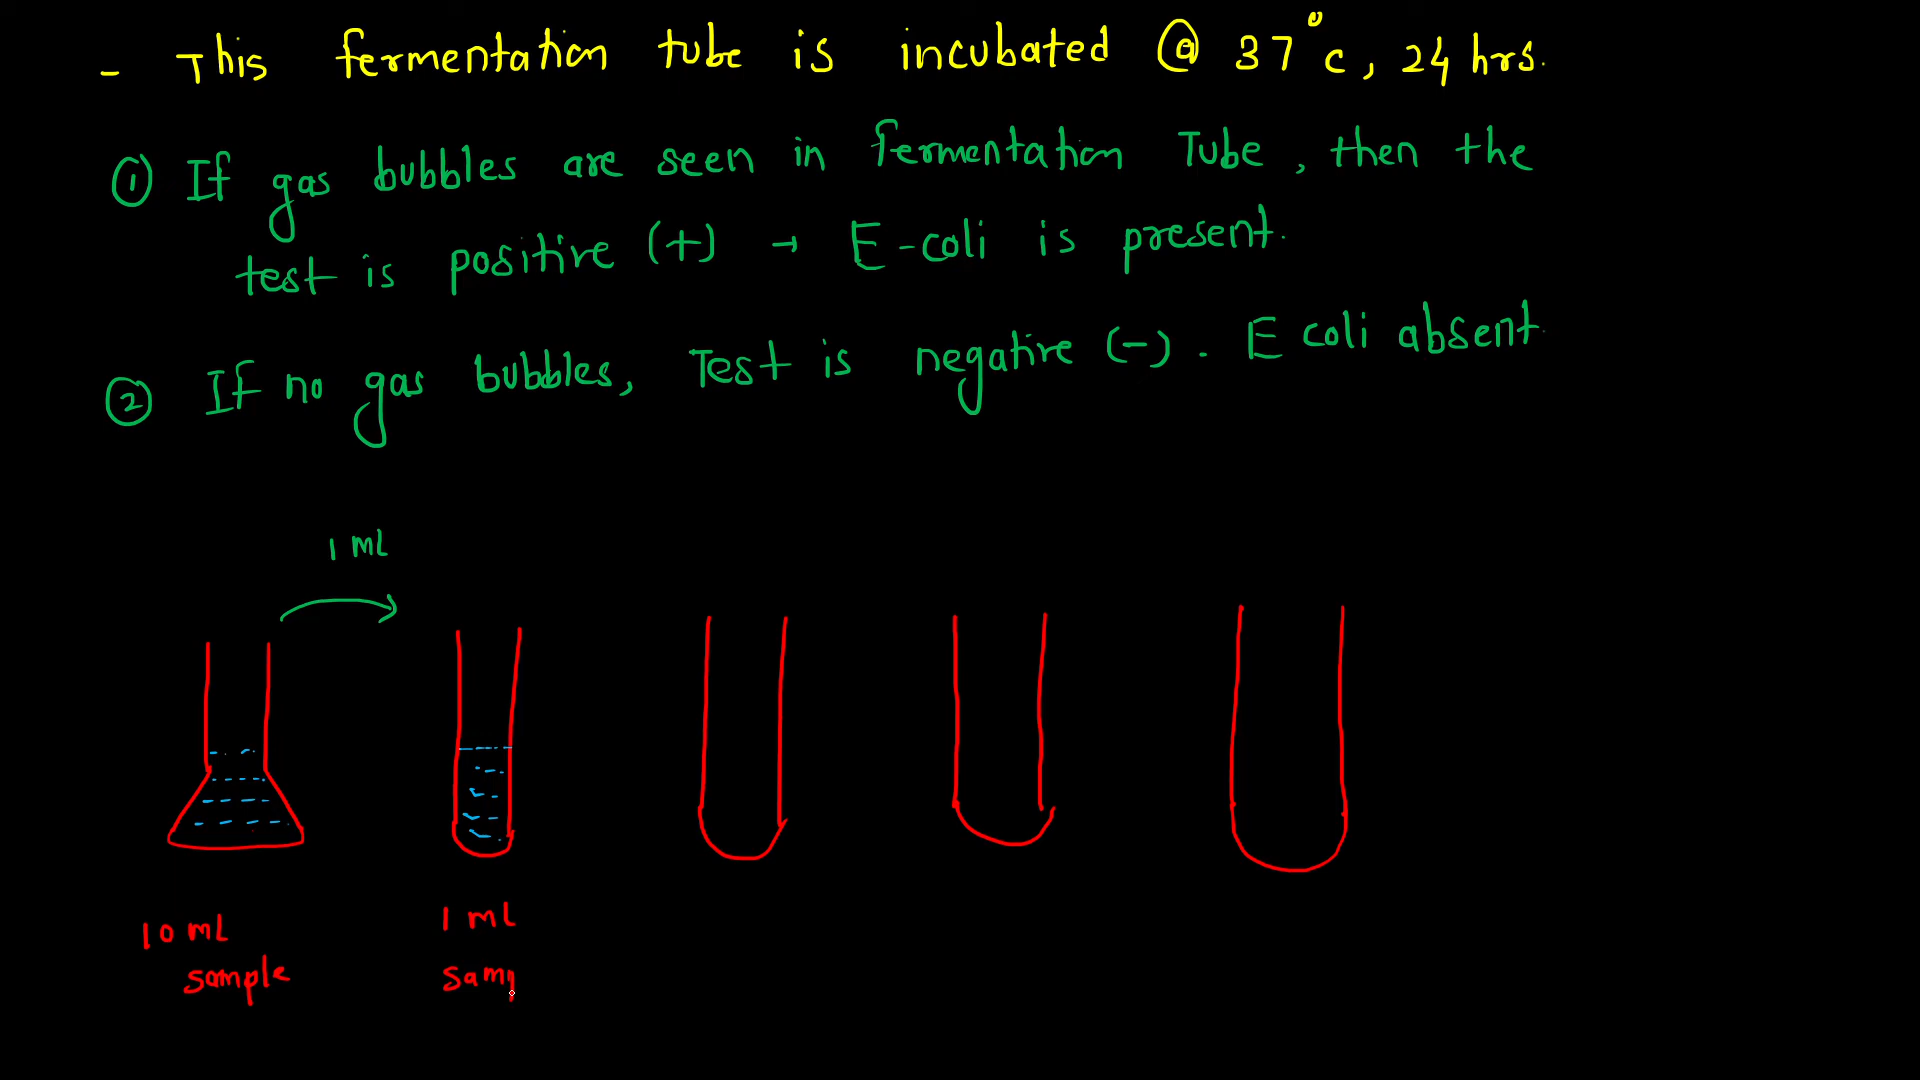 - This fermentation tube is incubated @ 37°c, 24 hrs.
① If gas bubbles are seen in fermentation Tube, then the
test is positive (+) → E-coli is present.
② If no gas bubbles, Test is negative (-). E coli absent.
1 mL
10 mL
sample
1 mL
samp